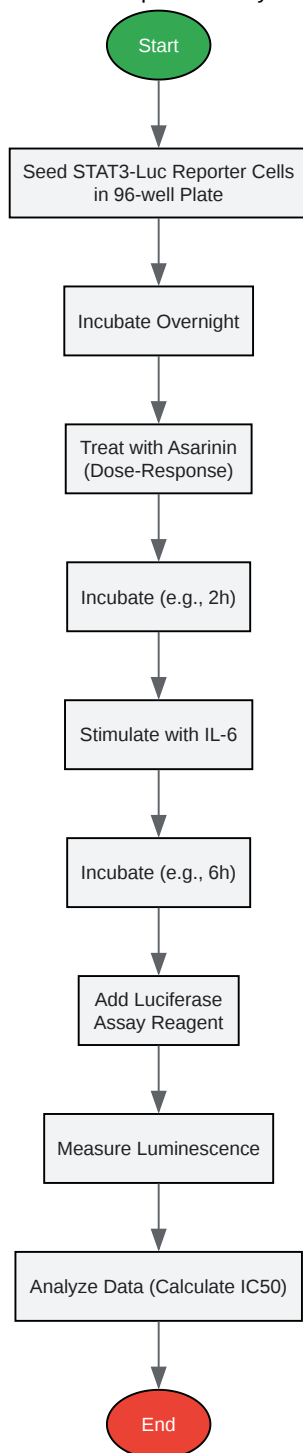 Start
Seed STAT3-Luc Reporter Cells
in 96-well Plate
Incubate Overnight
Treat with Asarinin
(Dose-Response)
Incubate (e.g., 2h)
Stimulate with IL-6
Incubate (e.g., 6h)
Add Luciferase
Assay Reagent
Measure Luminescence
Analyze Data (Calculate IC50)
End